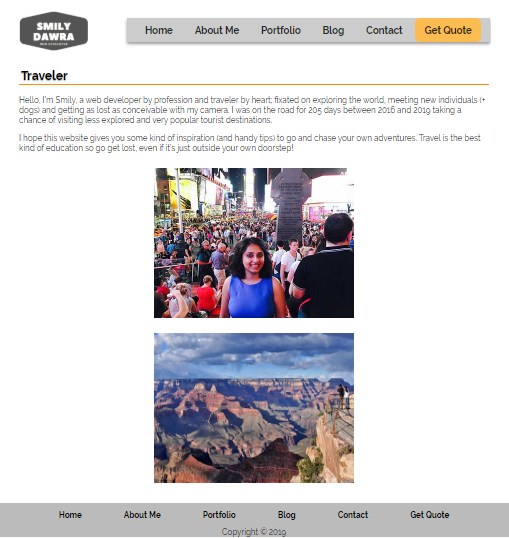 SMILY
DAWRA
WEB DEVELOPER
Home About Me Portfolio Blog Contact Get Quote
Traveler
Hello, I'm Smily, a web developer by profession and traveler by heart; fixated on exploring the world, meeting new individuals (+
dogs) and getting as lost as conceivable with my camera. I was on the road for 205 days between 2016 and 2019 taking a
chance of visiting less explored and very popular tourist destinations.
I hope this website gives you some kind of inspiration (and handy tips) to go and chase your own adventures. Travel is the best
kind of education so go get lost, even if it's just outside your own doorstep!
Home About Me Portfolio Blog Contact Get Quote
Copyright © 2019